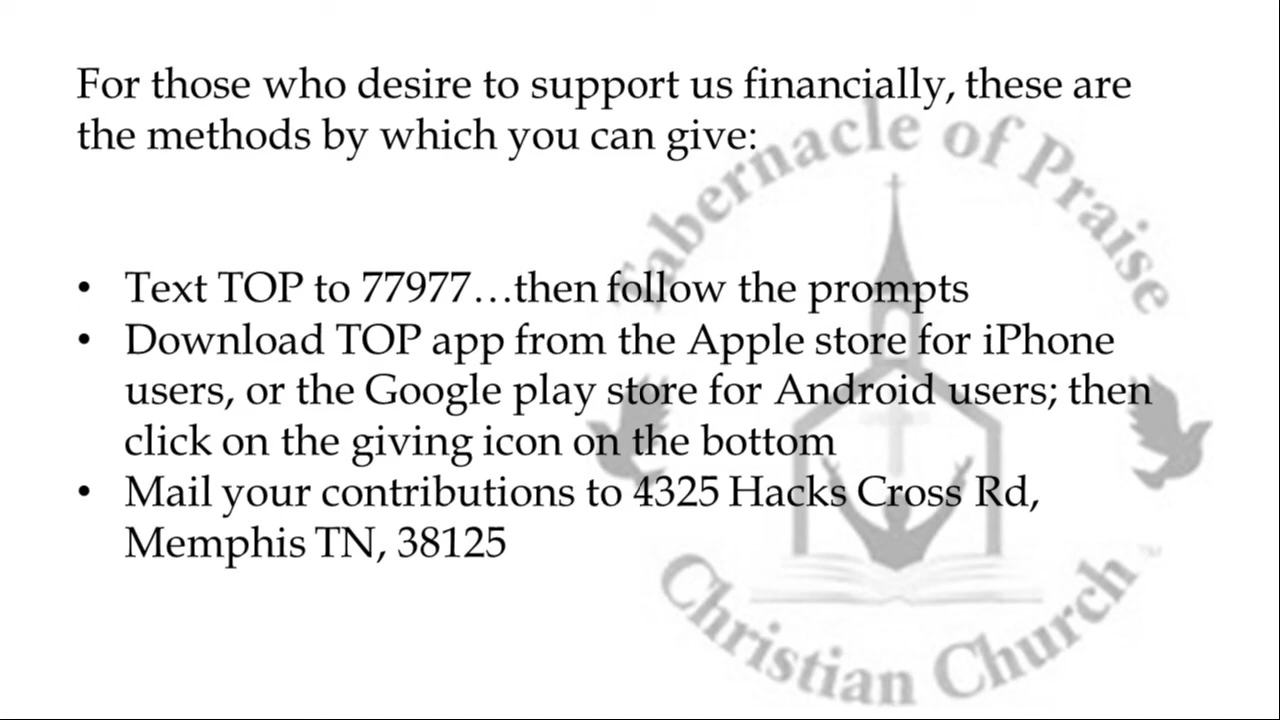 For those who desire to support us financially, these are
the methods by which you can give:
• Text TOP to 77977…then follow the prompts
• Download TOP app from the Apple store for iPhone
users, or the Google play store for Android users; then
click on the giving icon on the bottom
• Mail your contributions to 4325 Hacks Cross Rd,
Memphis TN, 38125
Tabernacle of Praise
Christian Church™